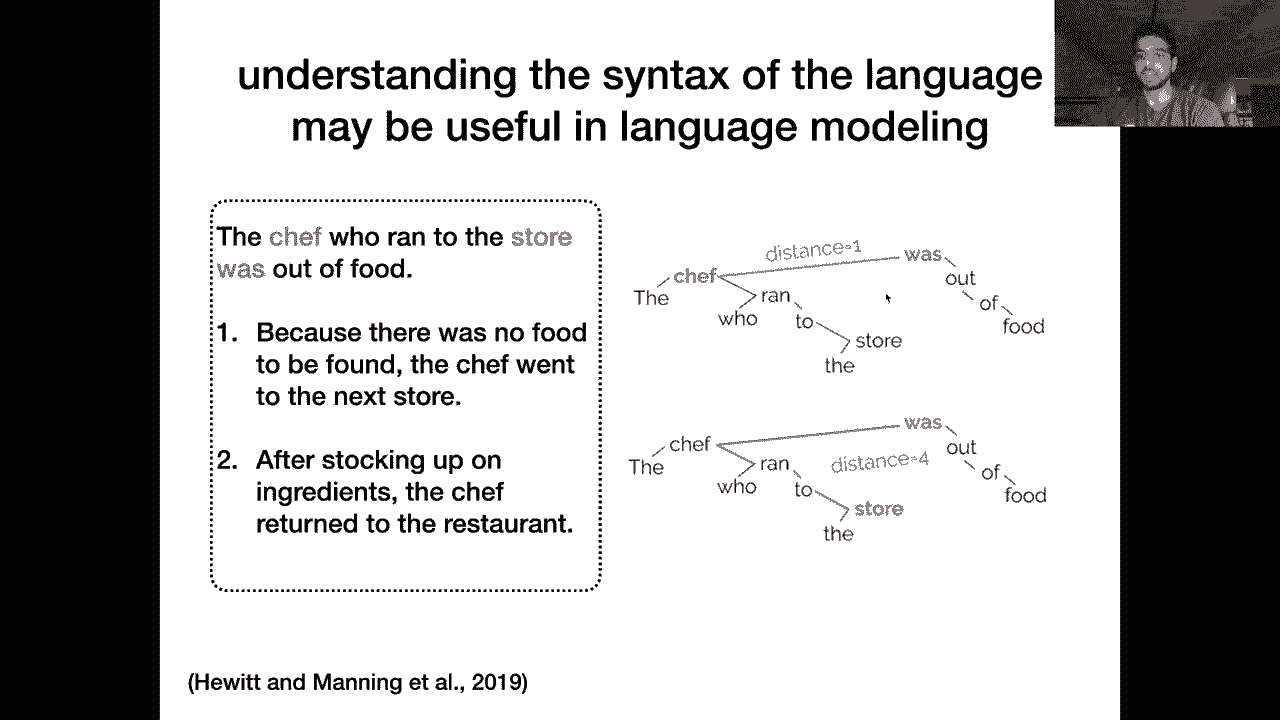 understanding the syntax of the language
may be useful in language modeling
The chef who ran to the store
was out of food.
1. Because there was no food
to be found, the chef went
to the next store.
2. After stocking up on
ingredients, the chef
returned to the restaurant.
distance=1
was
chef
out
The
ran
of
who
to
food
store
the
was
chef
out
The
ran
distance=4
of
who
to
food
store
the
(Hewitt and Manning et al., 2019)